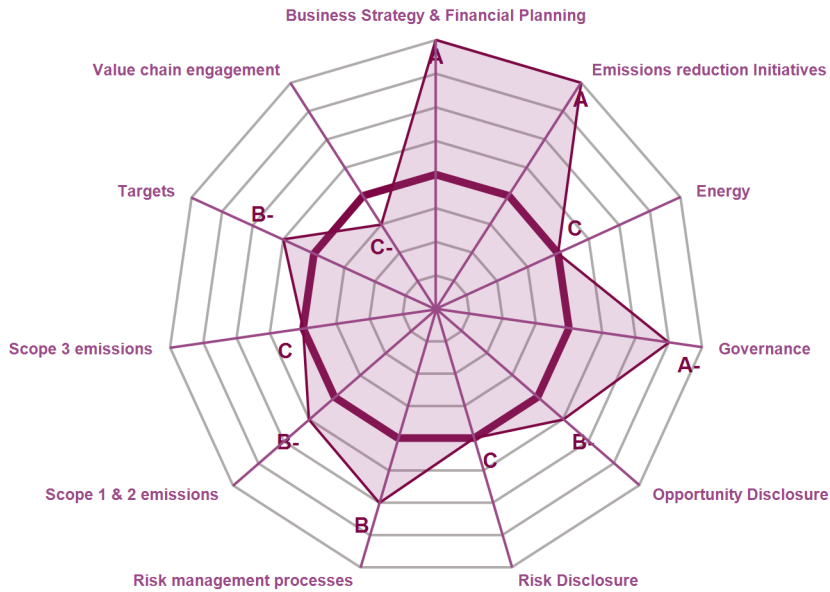 Business Strategy & Financial Planning
A
Value chain engagement
Emissions reduction Initiatives
A
Targets
Energy
B-
C
C-
Scope 3 emissions
Governance
C
A-
B-
B-
C
Scope 1 & 2 emissions
Opportunity Disclosure
B
Risk management processes
Risk Disclosure